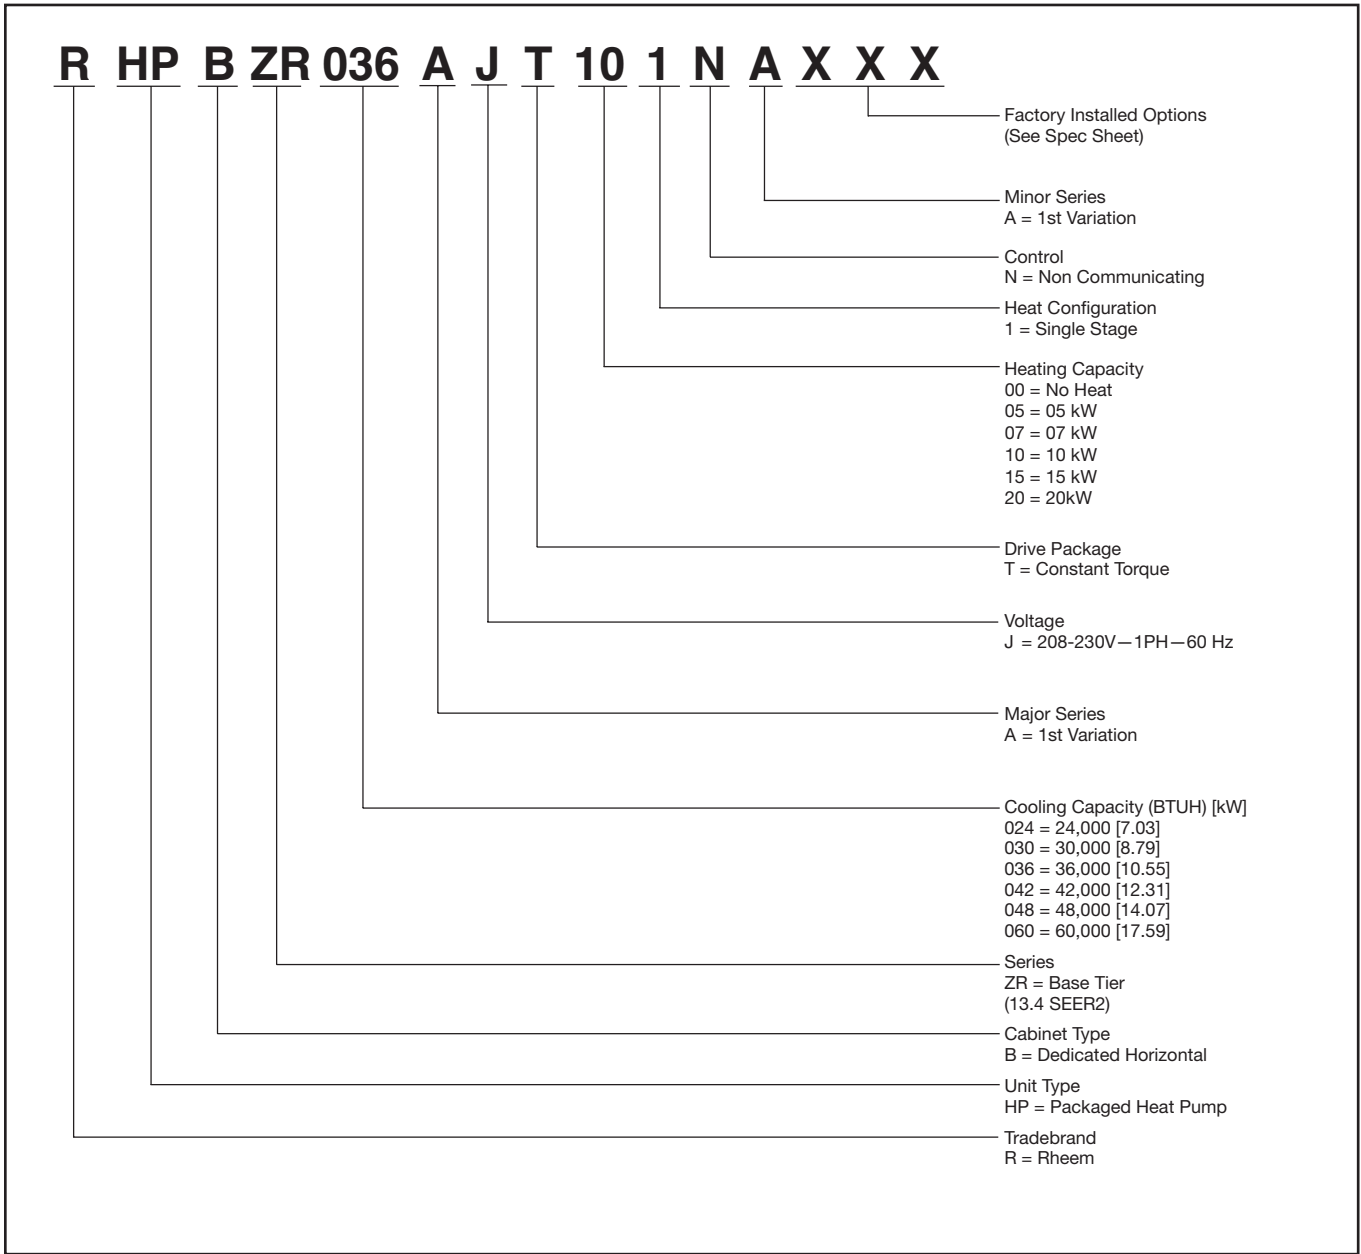 R HP B ZR 036 A J T 10 1 N A X X X
Factory Installed Options
(See Spec Sheet)
Minor Series
A = 1st Variation
Control
N = Non Communicating
Heat Configuration
1 = Single Stage
Heating Capacity
00 = No Heat
05 = 05 kW
07 = 07 kW
10 = 10 kW
15 = 15 kW
20 = 20kW
Drive Package
T = Constant Torque
Voltage
J = 208-230V—1PH—60 Hz
Major Series
A = 1st Variation
Cooling Capacity (BTUH) [kW]
024 = 24,000 [7.03]
030 = 30,000 [8.79]
036 = 36,000 [10.55]
042 = 42,000 [12.31]
048 = 48,000 [14.07]
060 = 60,000 [17.59]
Series
ZR = Base Tier
(13.4 SEER2)
Cabinet Type
B = Dedicated Horizontal
Unit Type
HP = Packaged Heat Pump
Tradebrand
R = Rheem